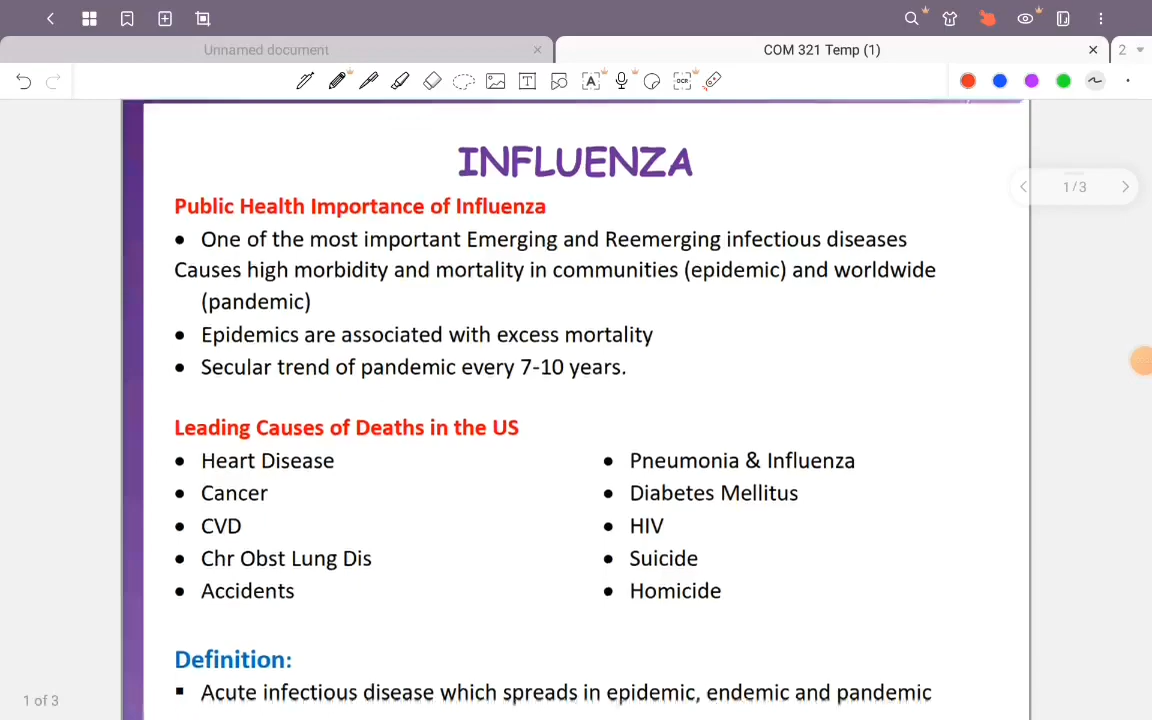 Unnamed document
COM 321 Temp (1)
2
OCR
1/3
INFLUENZA
Public Health Importance of Influenza
• One of the most important Emerging and Reemerging infectious diseases
Causes high morbidity and mortality in communities (epidemic) and worldwide
(pandemic)
• Epidemics are associated with excess mortality
• Secular trend of pandemic every 7-10 years.
Leading Causes of Deaths in the US
• Heart Disease
• Cancer
• CVD
• Chr Obst Lung Dis
• Accidents
• Pneumonia & Influenza
• Diabetes Mellitus
• HIV
• Suicide
• Homicide
Definition:
▪ Acute infectious disease which spreads in epidemic, endemic and pandemic
1 of 3